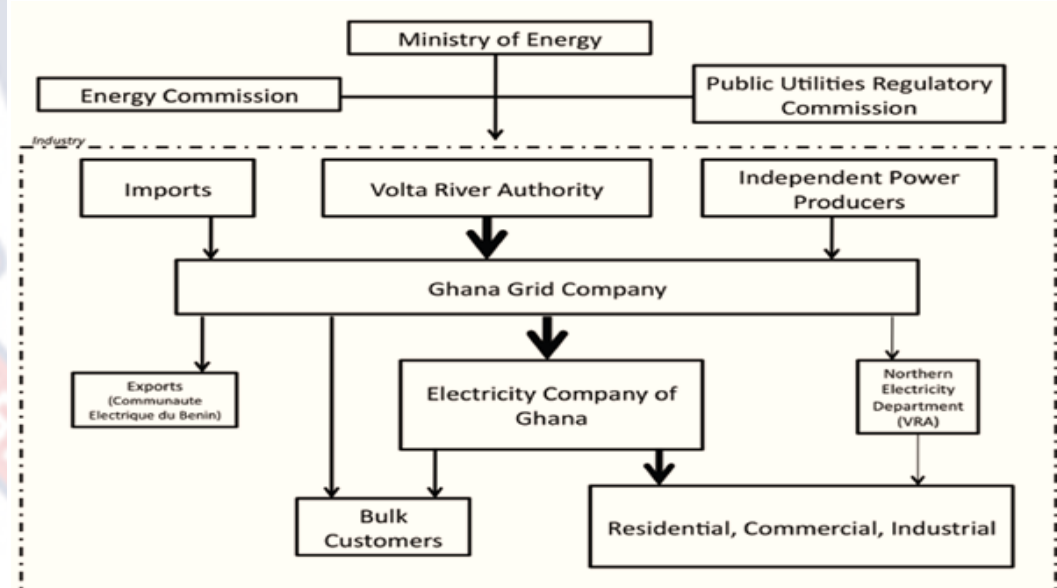 Ministry of Energy
Energy Commission
Public Utilities Regulatory
Commission
Industry
Imports
Volta River Authority
Independent Power
Producers
Ghana Grid Company
Exports
(Communaute
Electrique du Benin)
Electricity Company of
Ghana
Northern
Electricity
Department
(VRA)
Bulk
Customers
Residential, Commercial, Industrial